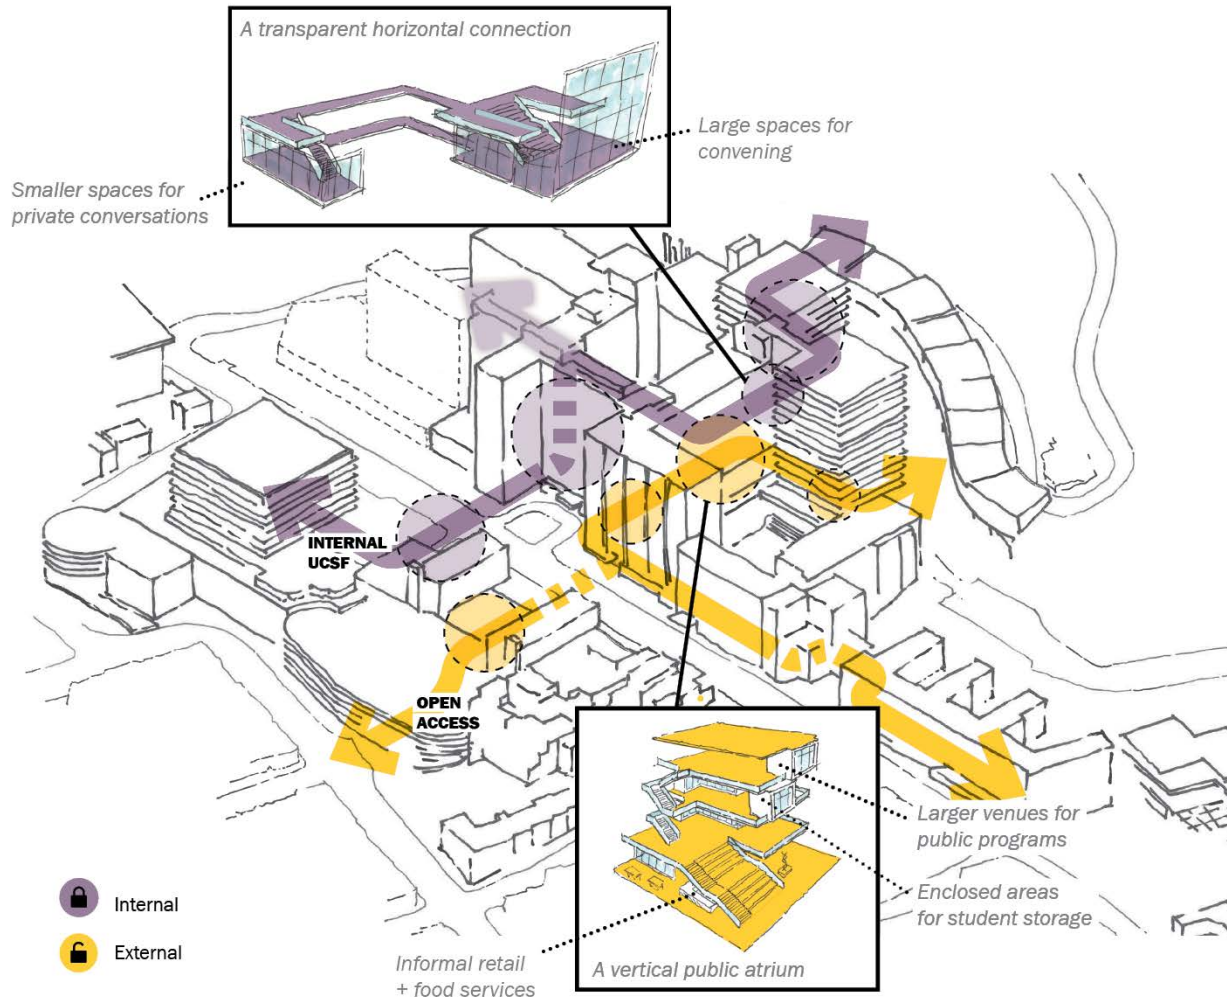 A transparent horizontal connection
Large spaces for
convening
Smaller spaces for
private conversations
INTERNAL
UCSF
OPEN
ACCESS
Larger venues for
public programs
Enclosed areas
for student storage
Internal
External
Informal retail
+ food services
A vertical public atrium